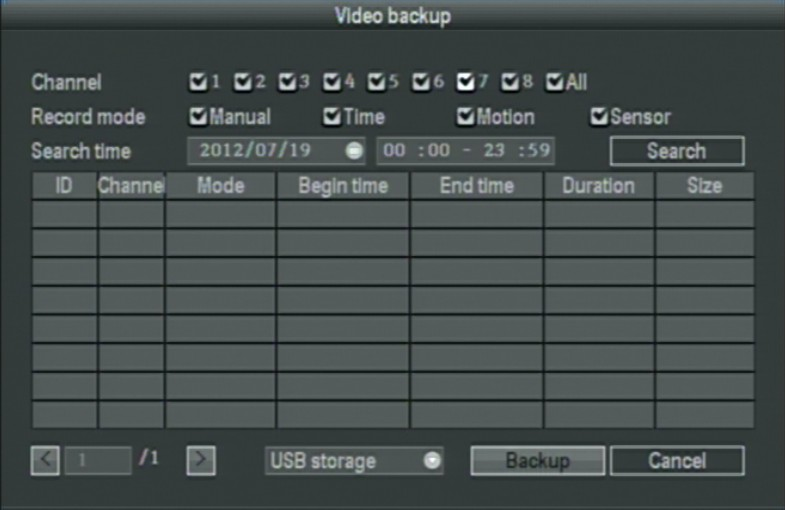 Video backup
Channel 1 2 3 4 5 6 7 8 All
Record mode Manual Time Motion Sensor
Search time 2012/07/19 00 :00 - 23 :59 Search
ID Channel Mode Begin time End time Duration Size
< 1 /1 > USB storage Backup Cancel